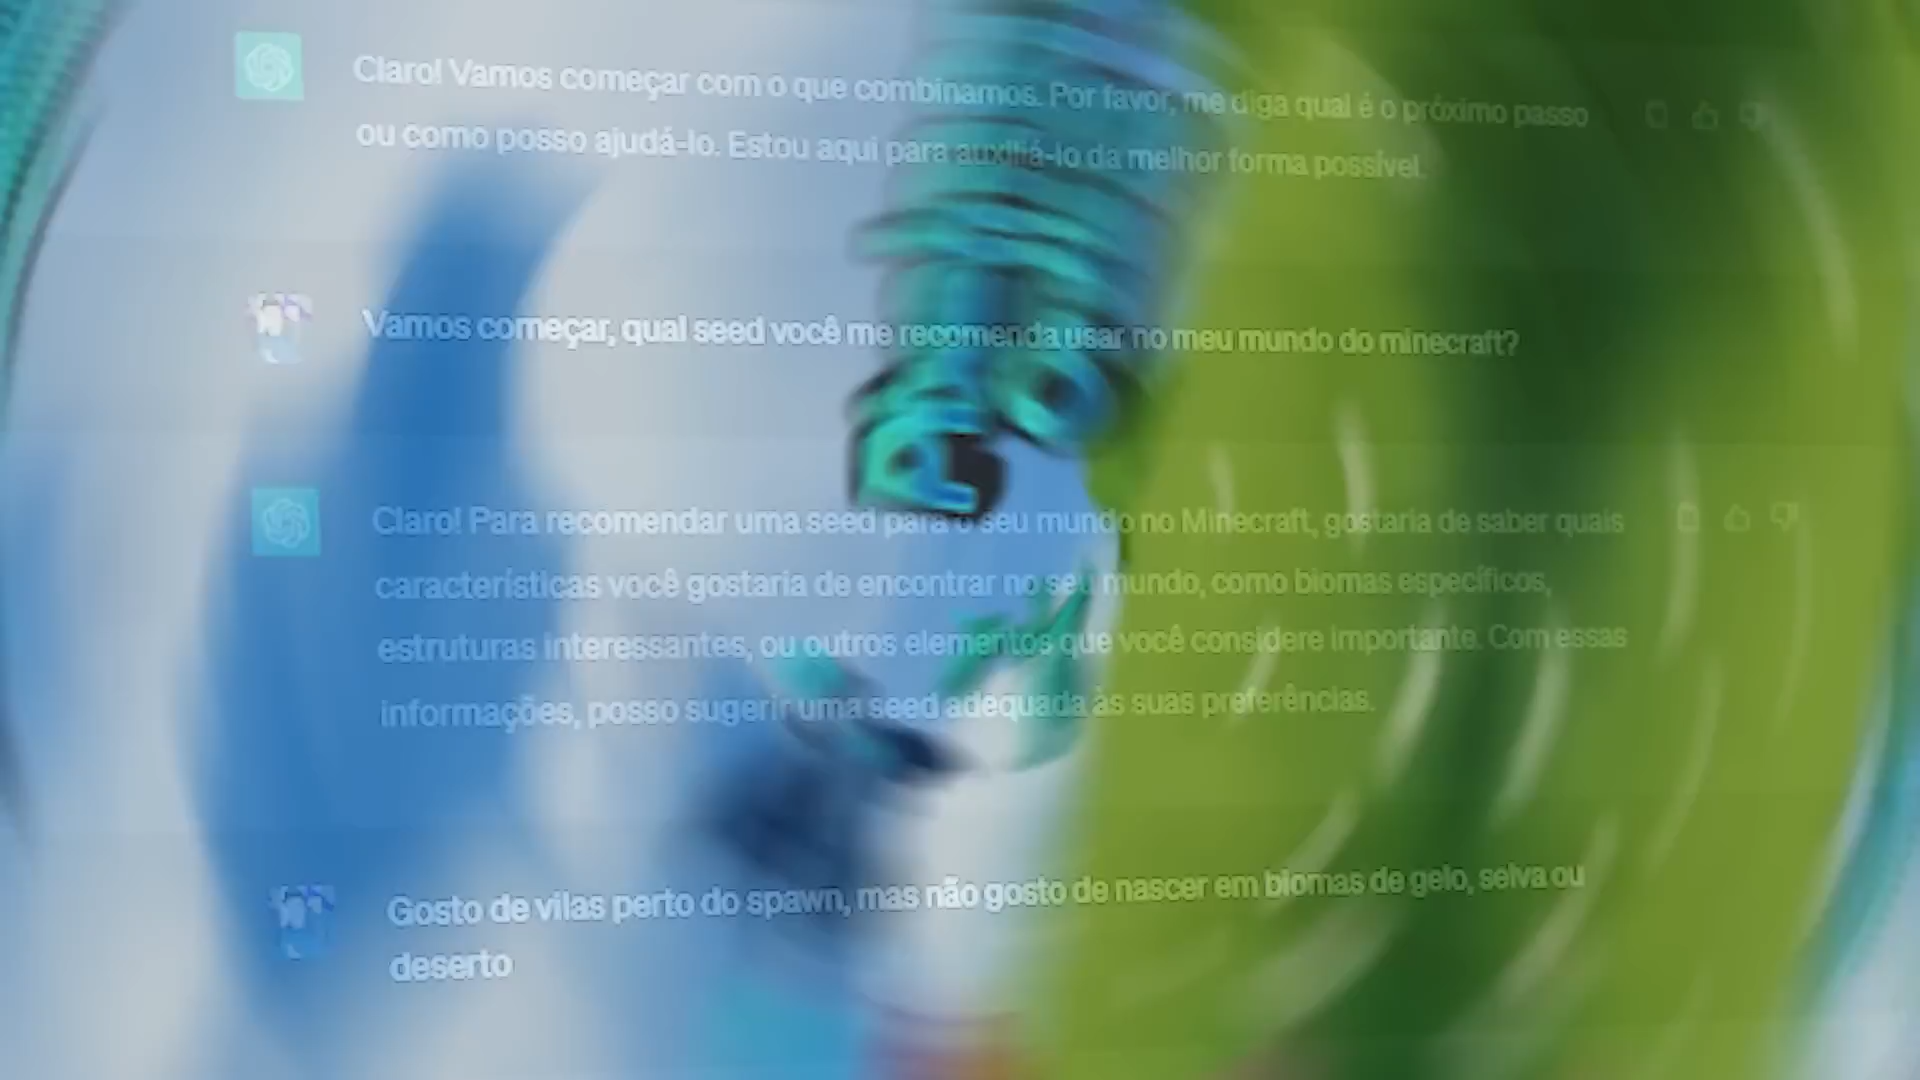 Claro! Vamos começar com o que combinamos. Por favor, me diga qual é o próximo passo
ou como posso ajudá-lo. Estou aqui para auxiliá-lo da melhor forma possível.
Vamos começar, qual seed você me recomenda usar no meu mundo do minecraft?
Claro! Para recomendar uma seed para o seu mundo no Minecraft, gostaria de saber quais
características você gostaria de encontrar no seu mundo, como biomas específicos,
estruturas interessantes, ou outros elementos que você considere importante. Com essas
informações, posso sugerir uma seed adequada às suas preferências.
Gosto de vilas perto do spawn, mas não gosto de nascer em biomas de gelo, selva ou
deserto